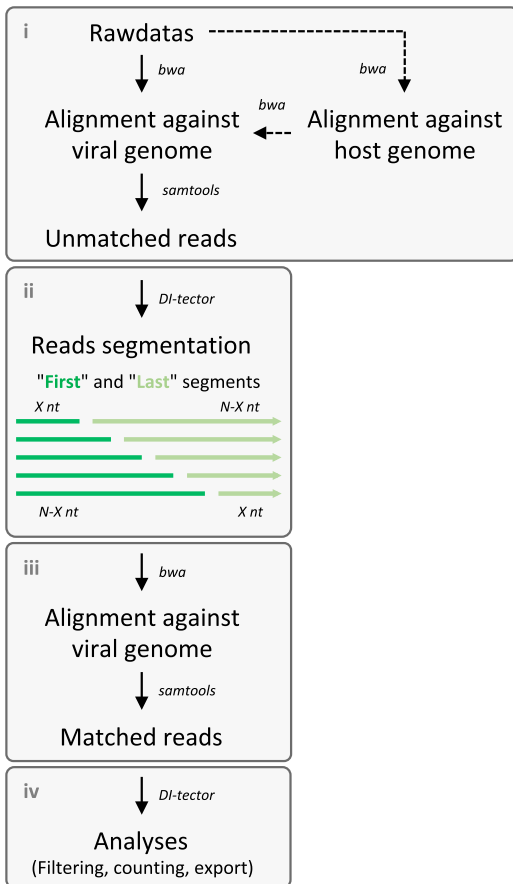 i
Rawdatas
bwa
bwa
bwa
Alignment against
viral genome
Alignment against
host genome
samtools
Unmatched reads
ii
DI-tector
Reads segmentation
"First" and "Last" segments
X nt
N-X nt
N-X nt
X nt
iii
bwa
Alignment against
viral genome
samtools
Matched reads
iv
DI-tector
Analyses
(Filtering, counting, export)